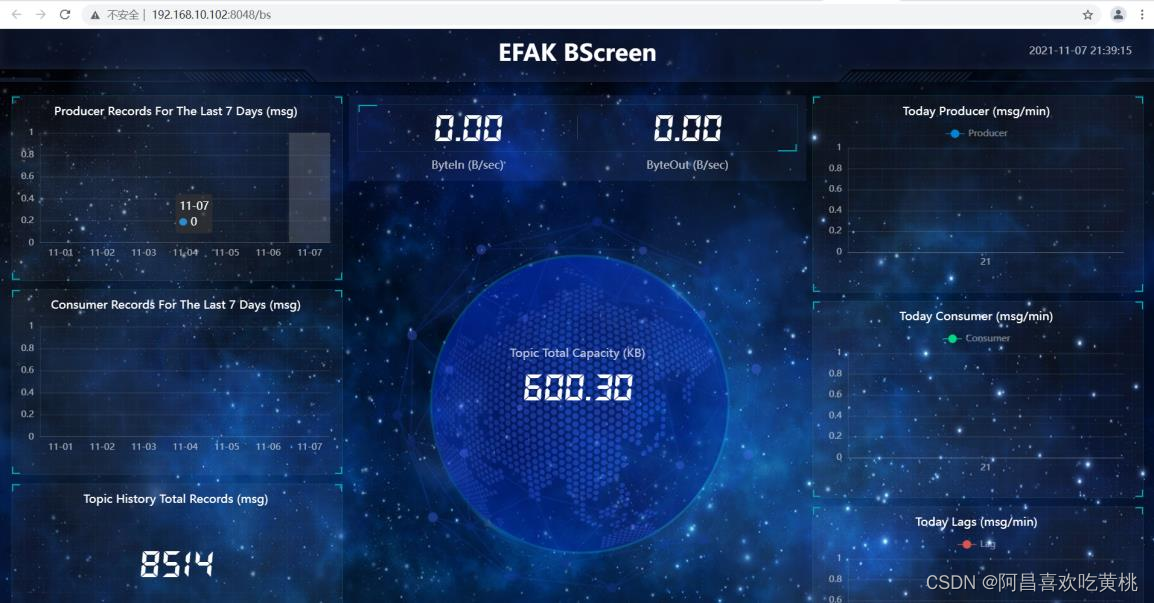 不安全 | 192.168.10.102:8048/bs
EFAK BScreen
2021-11-07 21:39:15
Producer Records For The Last 7 Days (msg)
1
0.8
0.6
0.4
0.2
0
11-07
0
11-01 11-02 11-03 11-04 11-05 11-06 11-07
Consumer Records For The Last 7 Days (msg)
1
0.8
0.6
0.4
0.2
0
11-01 11-02 11-03 11-04 11-05 11-06 11-07
Topic History Total Records (msg)
8514
0.00
ByteIn (B/sec)
0.00
ByteOut (B/sec)
Topic Total Capacity (KB)
600.30
Today Producer (msg/min)
Producer
1
0.8
0.6
0.4
0.2
0
21
Today Consumer (msg/min)
Consumer
1
0.8
0.6
0.4
0.2
0
21
Today Lags (msg/min)
Lag
1
0.8
0.6
CSDN @阿昌喜欢吃黄桃